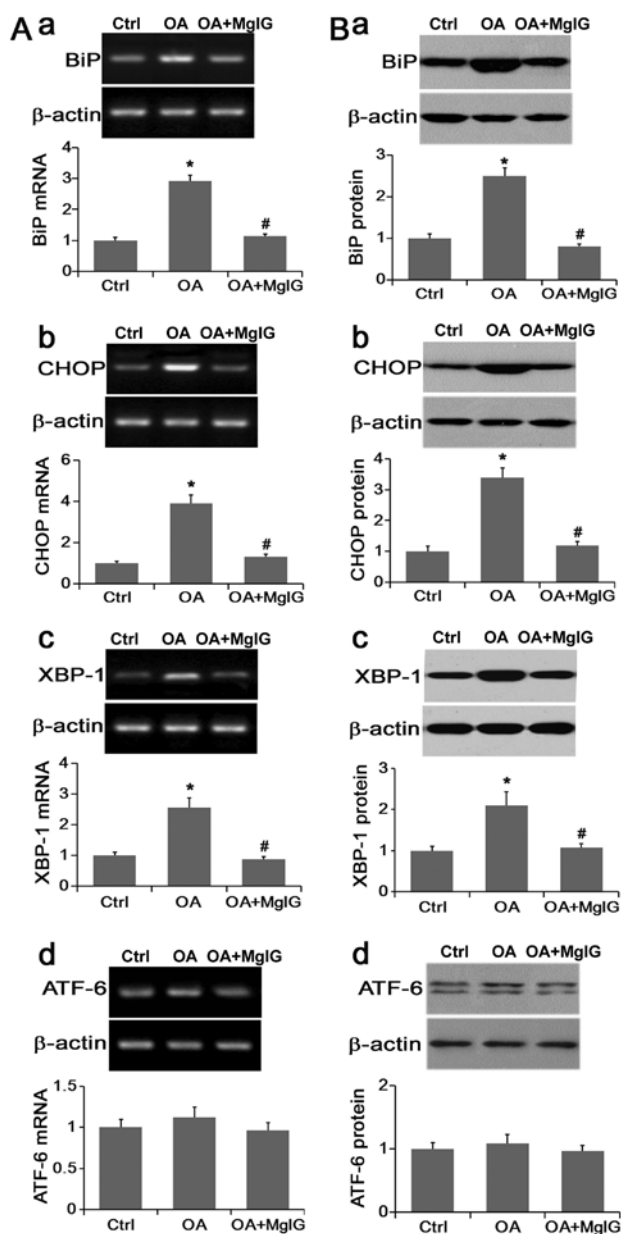 A a
Ctrl OA OA+MgIG
BiP
β-actin
BiP mRNA
4
3
2
1
0
*
#
Ctrl OA OA+MgIG
b
Ctrl OA OA+MgIG
CHOP
β-actin
CHOP mRNA
6
4
2
0
*
#
Ctrl OA OA+MgIG
c
Ctrl OA OA+MgIG
XBP-1
β-actin
XBP-1 mRNA
4
3
2
1
0
*
#
Ctrl OA OA+MgIG
d
Ctrl OA OA+MgIG
ATF-6
β-actin
ATF-6 mRNA
1.5
1
0.5
0
Ctrl OA OA+MgIG
B a
Ctrl OA OA+MgIG
BiP
β-actin
BiP protein
3
2
1
0
*
#
Ctrl OA OA+MgIG
b
Ctrl OA OA+MgIG
CHOP
β-actin
CHOP protein
4
3
2
1
0
*
#
Ctrl OA OA+MgIG
c
Ctrl OA OA+MgIG
XBP-1
β-actin
XBP-1 protein
3
2
1
0
*
#
Ctrl OA OA+MgIG
d
Ctrl OA OA+MgIG
ATF-6
β-actin
ATF-6 protein
2
1
0
Ctrl OA OA+MgIG